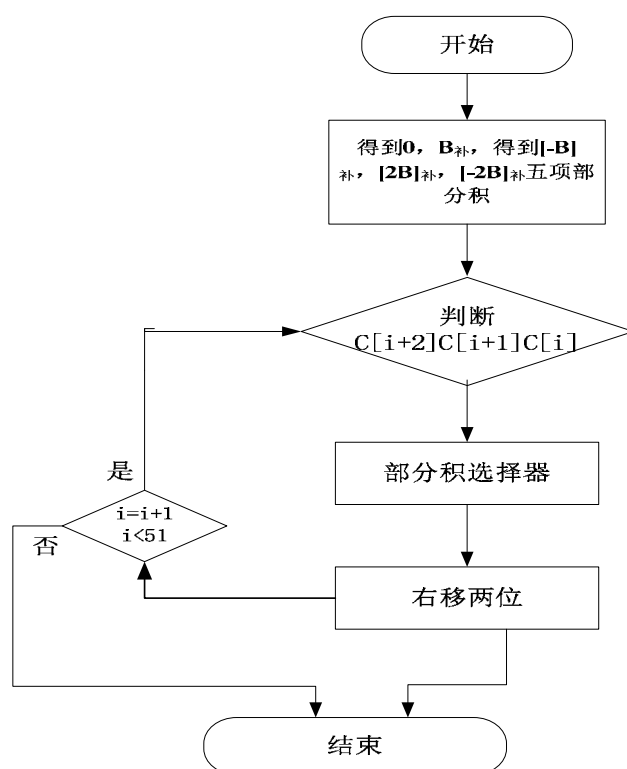 开始
得到0，B补，得到[-B]
补，[2B]补，[-2B]补五项部
分积
判断
C[i+2]C[i+1]C[i]
部分积选择器
是
i=i+1
i<51
否
右移两位
结束